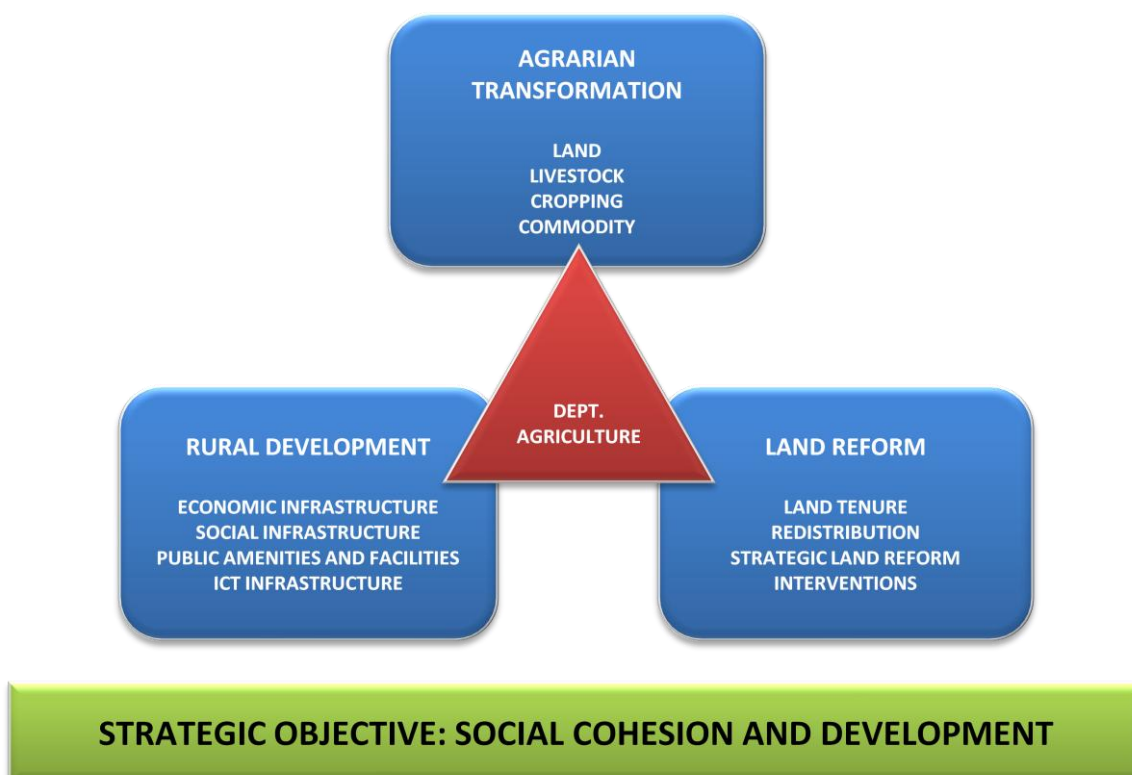 AGRARIAN
TRANSFORMATION
LAND
LIVESTOCK
CROPPING
COMMODITY
DEPT.
AGRICULTURE
RURAL DEVELOPMENT
ECONOMIC INFRASTRUCTURE
SOCIAL INFRASTRUCTURE
PUBLIC AMENITIES AND FACILITIES
ICT INFRASTRUCTURE
LAND REFORM
LAND TENURE
REDISTRIBUTION
STRATEGIC LAND REFORM
INTERVENTIONS
STRATEGIC OBJECTIVE: SOCIAL COHESION AND DEVELOPMENT